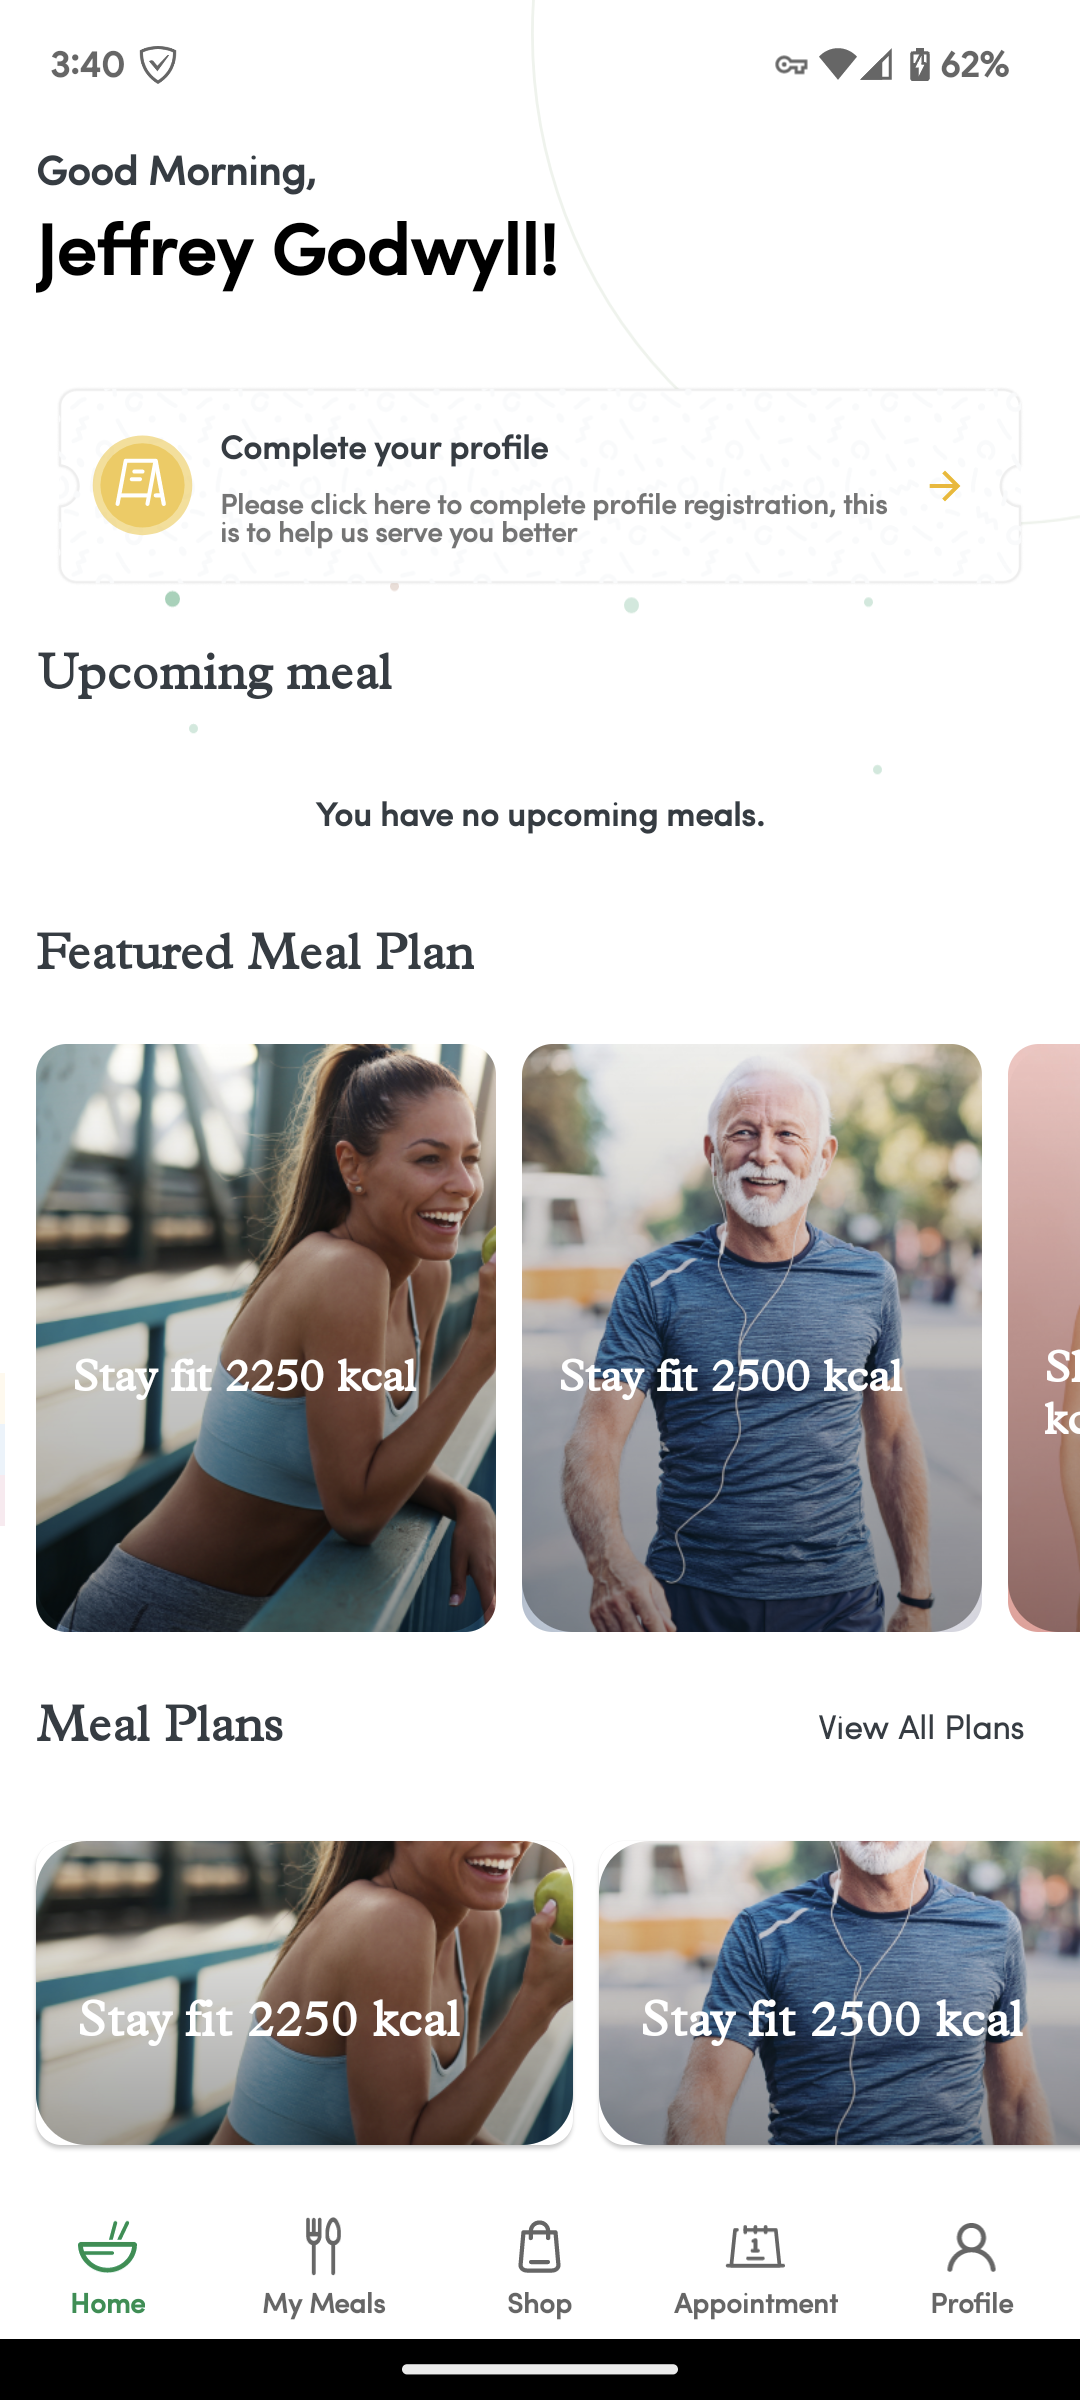 3:40
62%
Good Morning,
Jeffrey Godwyll!
Complete your profile
Please click here to complete profile registration, this
is to help us serve you better
Upcoming meal
You have no upcoming meals.
Featured Meal Plan
Stay fit 2250 kcal
Stay fit 2500 kcal
Meal Plans
View All Plans
Stay fit 2250 kcal
Stay fit 2500 kcal
1
Home
My Meals
Shop
Appointment
Profile